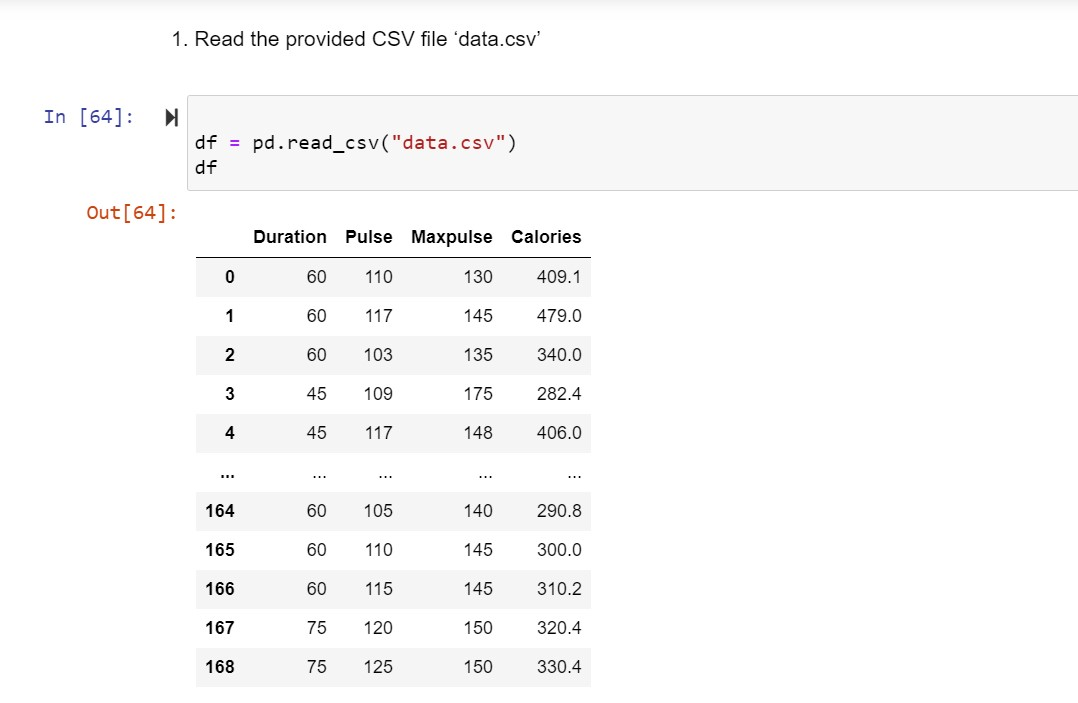 1. Read the provided CSV file ‘data.csv’
In [64]:
df = pd.read_csv("data.csv")
df
Out[64]:
Duration Pulse Maxpulse Calories
0 60 110 130 409.1
1 60 117 145 479.0
2 60 103 135 340.0
3 45 109 175 282.4
4 45 117 148 406.0
... ... ... ... ...
164 60 105 140 290.8
165 60 110 145 300.0
166 60 115 145 310.2
167 75 120 150 320.4
168 75 125 150 330.4